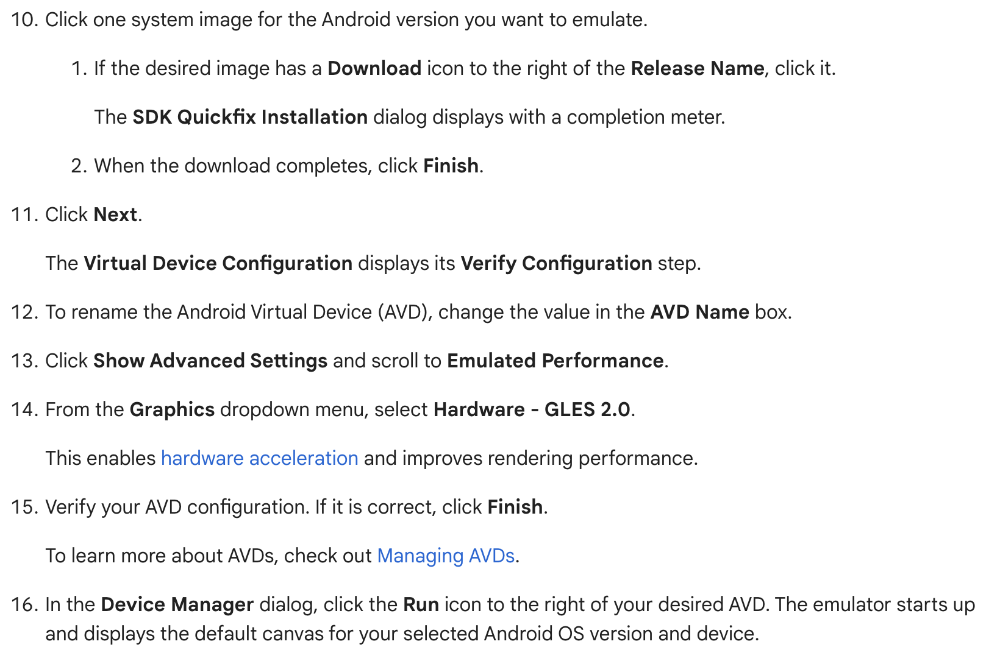 10. Click one system image for the Android version you want to emulate.
1. If the desired image has a Download icon to the right of the Release Name, click it.
The SDK Quickfix Installation dialog displays with a completion meter.
2. When the download completes, click Finish.
11. Click Next.
The Virtual Device Configuration displays its Verify Configuration step.
12. To rename the Android Virtual Device (AVD), change the value in the AVD Name box.
13. Click Show Advanced Settings and scroll to Emulated Performance.
14. From the Graphics dropdown menu, select Hardware - GLES 2.0.
This enables hardware acceleration and improves rendering performance.
15. Verify your AVD configuration. If it is correct, click Finish.
To learn more about AVDs, check out Managing AVDs.
16. In the Device Manager dialog, click the Run icon to the right of your desired AVD. The emulator starts up
and displays the default canvas for your selected Android OS version and device.